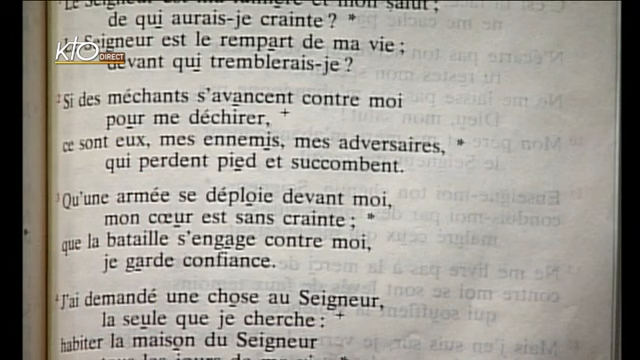 Le Seigneur est ma lumière et mon salut ;
de qui aurais-je crainte ? *
Le Seigneur est le rempart de ma vie ;
devant qui tremblerais-je ?
KTO
DIRECT
2 Si des méchants s'avancent contre moi
pour me déchirer, +
ce sont eux, mes ennemis, mes adversaires, *
qui perdent pied et succombent.
3 Qu'une armée se déploie devant moi,
mon cœur est sans crainte ; *
que la bataille s'engage contre moi,
je garde confiance.
4 J'ai demandé une chose au Seigneur,
la seule que je cherche : +
habiter la maison du Seigneur